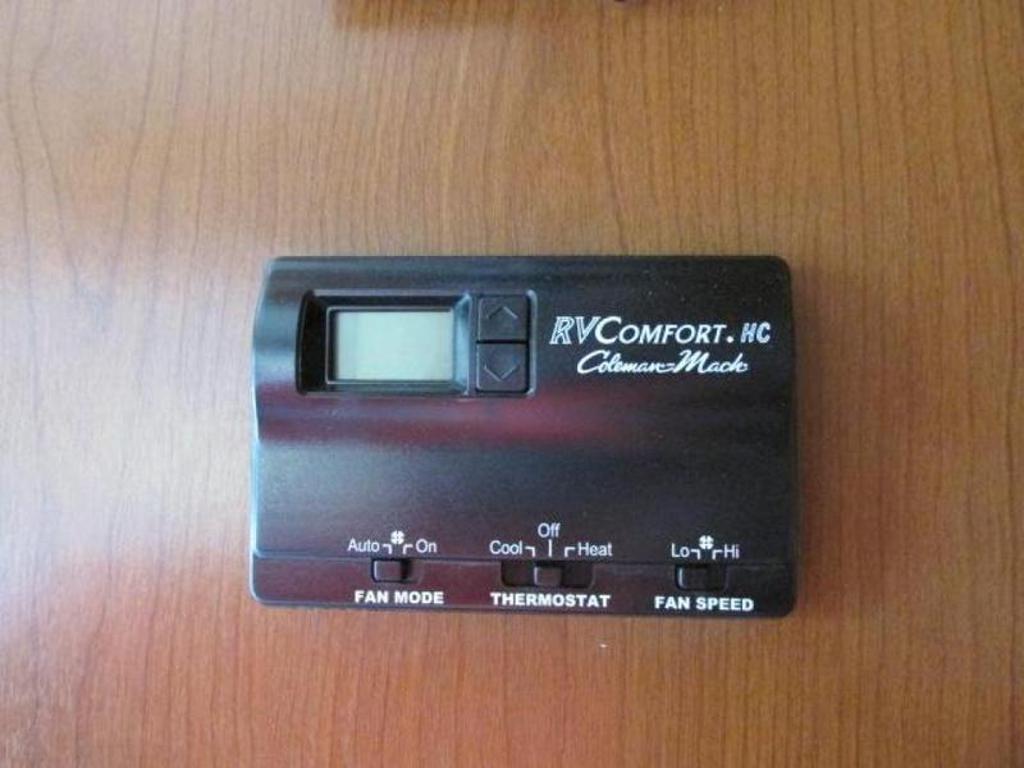 RVCOMFORT. HC
Coleman-Mach
Auto On
Cool Off Heat
Lo Hi
FAN MODE
THERMOSTAT
FAN SPEED